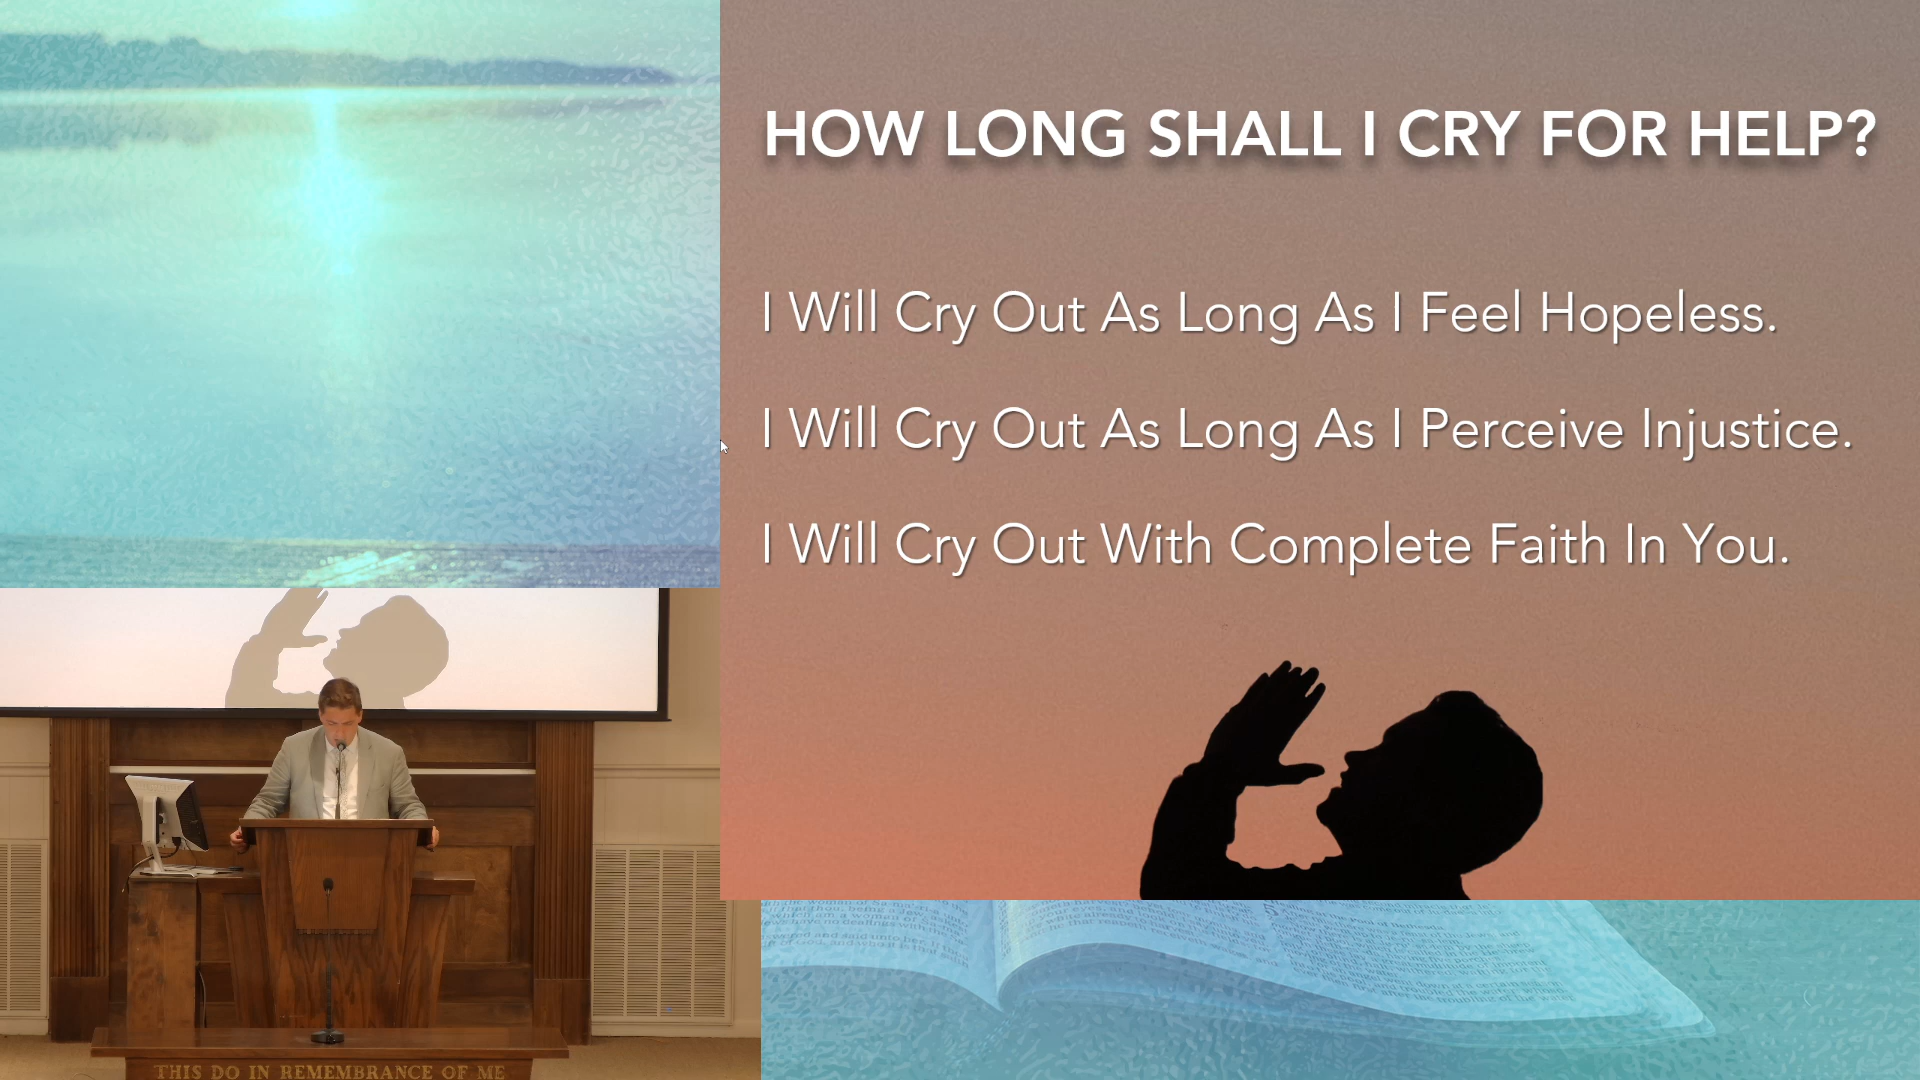 HOW LONG SHALL I CRY FOR HELP?
I Will Cry Out As Long As I Feel Hopeless.
I Will Cry Out As Long As I Perceive Injustice.
I Will Cry Out With Complete Faith In You.
THIS DO IN REMEMBRANCE OF ME